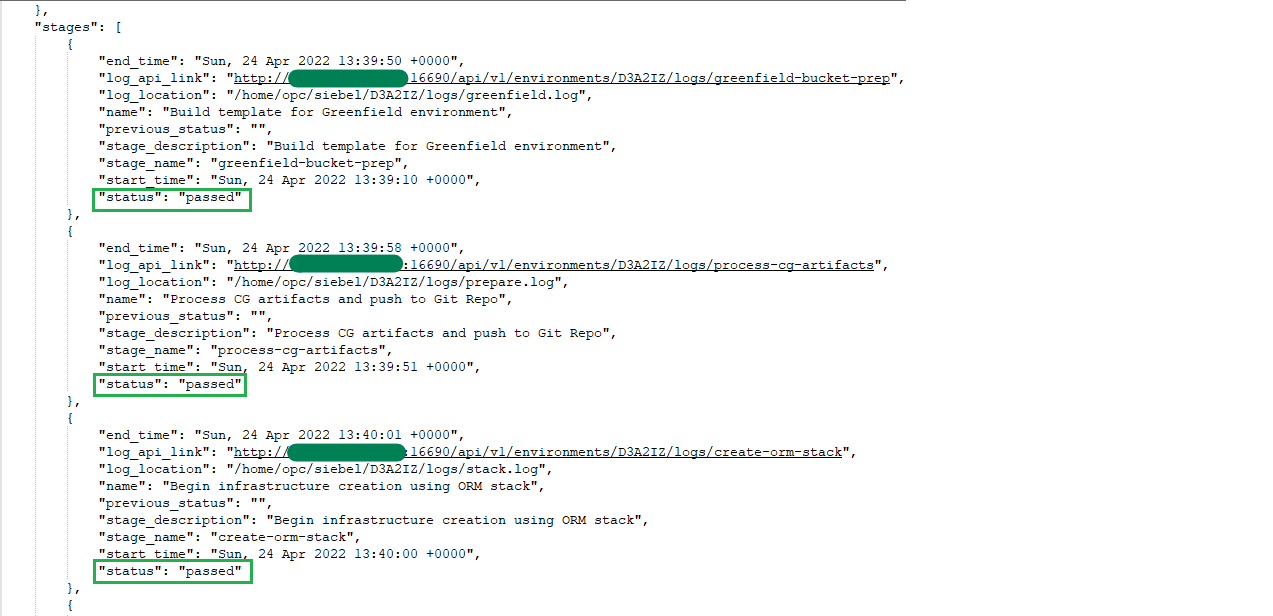 },
"stages": [
{
"end_time": "Sun, 24 Apr 2022 13:39:50 +0000",
"log_api_link": "http:// 16690/api/v1/environments/D3A2IZ/logs/greenfield-bucket-prep",
"log_location": "/home/opc/siebel/D3A2IZ/logs/greenfield.log",
"name": "Build template for Greenfield environment",
"previous_status": "",
"stage_description": "Build template for Greenfield environment",
"stage_name": "greenfield-bucket-prep",
"start_time": "Sun, 24 Apr 2022 13:39:10 +0000",
"status": "passed"
},
{
"end_time": "Sun, 24 Apr 2022 13:39:58 +0000",
"log_api_link": "http:// :16690/api/v1/environments/D3A2IZ/logs/process-cg-artifacts",
"log_location": "/home/opc/siebel/D3A2IZ/logs/prepare.log",
"name": "Process CG artifacts and push to Git Repo",
"previous_status": "",
"stage_description": "Process CG artifacts and push to Git Repo",
"stage_name": "process-cg-artifacts",
"start_time": "Sun, 24 Apr 2022 13:39:51 +0000",
"status": "passed"
},
{
"end_time": "Sun, 24 Apr 2022 13:40:01 +0000",
"log_api_link": "http:// :16690/api/v1/environments/D3A2IZ/logs/create-orm-stack",
"log_location": "/home/opc/siebel/D3A2IZ/logs/stack.log",
"name": "Begin infrastructure creation using ORM stack",
"previous_status": "",
"stage_description": "Begin infrastructure creation using ORM stack",
"stage_name": "create-orm-stack",
"start_time": "Sun, 24 Apr 2022 13:40:00 +0000",
"status": "passed"
},
{